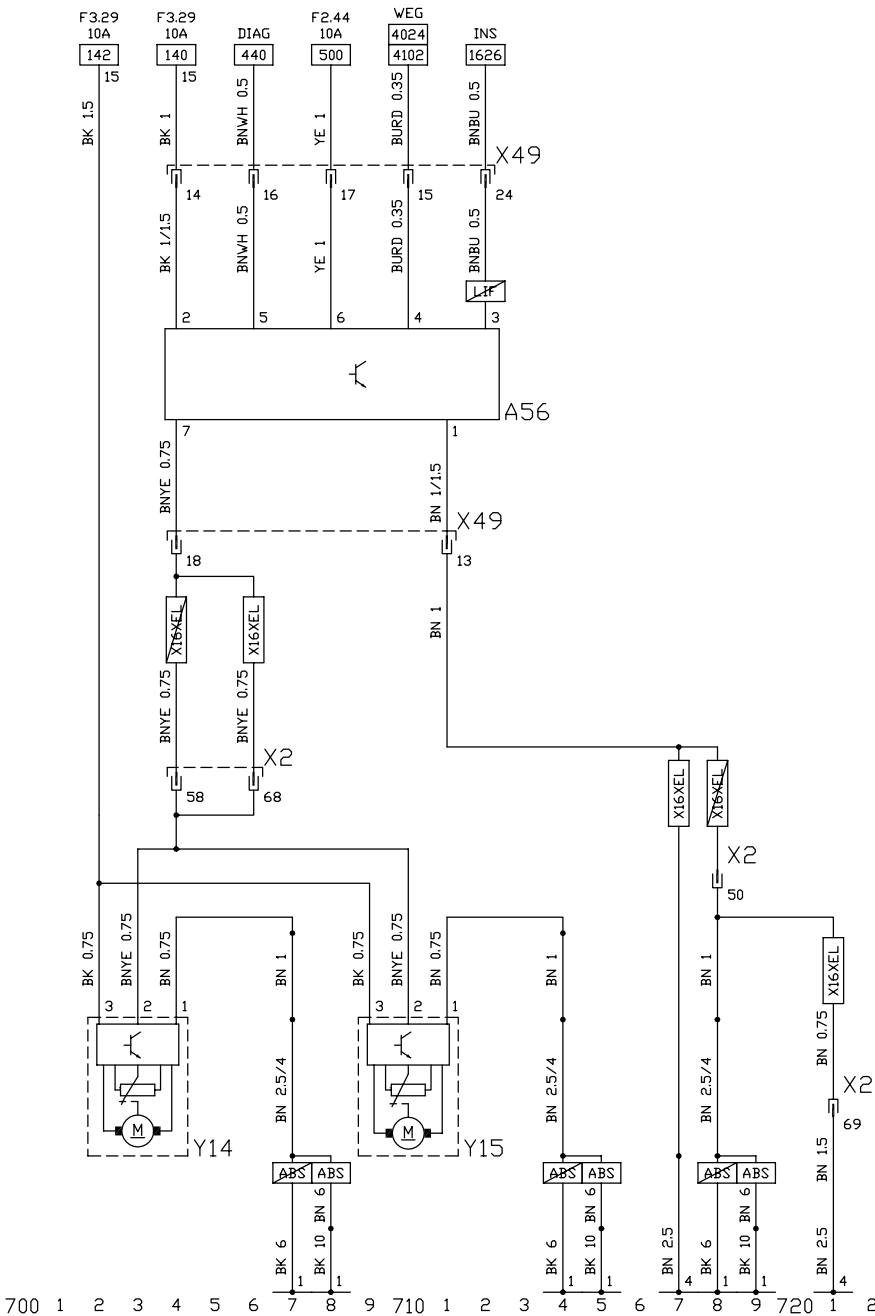 F3.29 F3.29 F2.44 WEG
10A 10A DIAG 10A 4024 INS
142 140 440 500 4102 1626
15 15
BK 1.5 BK 1 BNWH 0.5 YE 1 BURD 0.35 BNBU 0.5
X49
14 16 17 15 24
BK 1/1.5 BNWH 0.5 YE 1 BURD 0.35 BNBU 0.5
LIF
2 5 6 4 3
A56
7 1
BNYE 0.75 BN 1/1.5
X49
18 13
X16XEL X16XEL BN 1
BNYE 0.75 BNYE 0.75
X2
58 68
X16XEL X16XEL
X2
50
BK 0.75 BNYE 0.75 BN 0.75 BN 1 BK 0.75 BNYE 0.75 BN 0.75 BN 1 BN 1 X16XEL
3 2 1 3 2 1
BN 0.75
BN 2.5/4 BN 2.5/4 BN 2.5/4
X2
69
M M
Y14 Y15
ABS ABS ABS ABS ABS ABS BN 1.5
BN 6 BN 6 BN 6
BK 6 BK 10 BK 6 BK 10 BN 2.5 BK 6 BK 10 BN 2.5
1 1 1 1 4 1 1 4
700 1 2 3 4 5 6 7 8 9 710 1 2 3 4 5 6 7 8 9 720 1 2